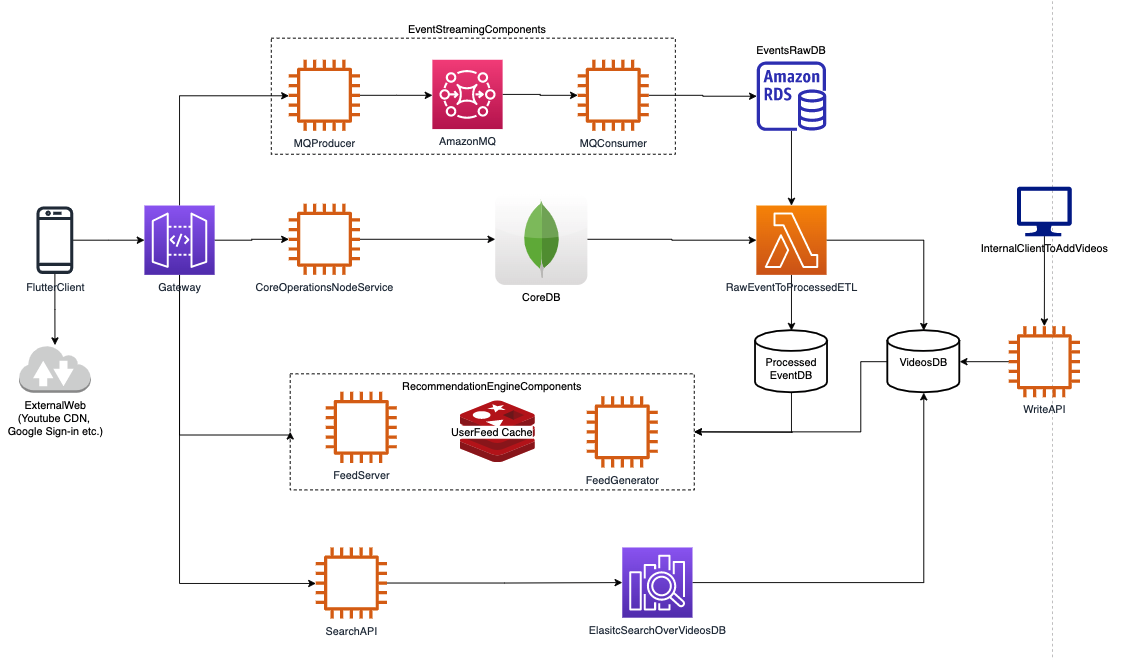 EventStreamingComponents
EventsRawDB
Amazon
RDS
MQProducer
AmazonMQ
MQConsumer
InternalClientToAddVideos
FlutterClient
Gateway
</>
CoreOperationsNodeService
CoreDB
RawEventToProcessedETL
Processed
EventDB
VideosDB
WriteAPI
ExternalWeb
(Youtube CDN,
Google Sign-in etc.)
RecommendationEngineComponents
UserFeed Cache
FeedServer
FeedGenerator
SearchAPI
ElasitcSearchOverVideosDB